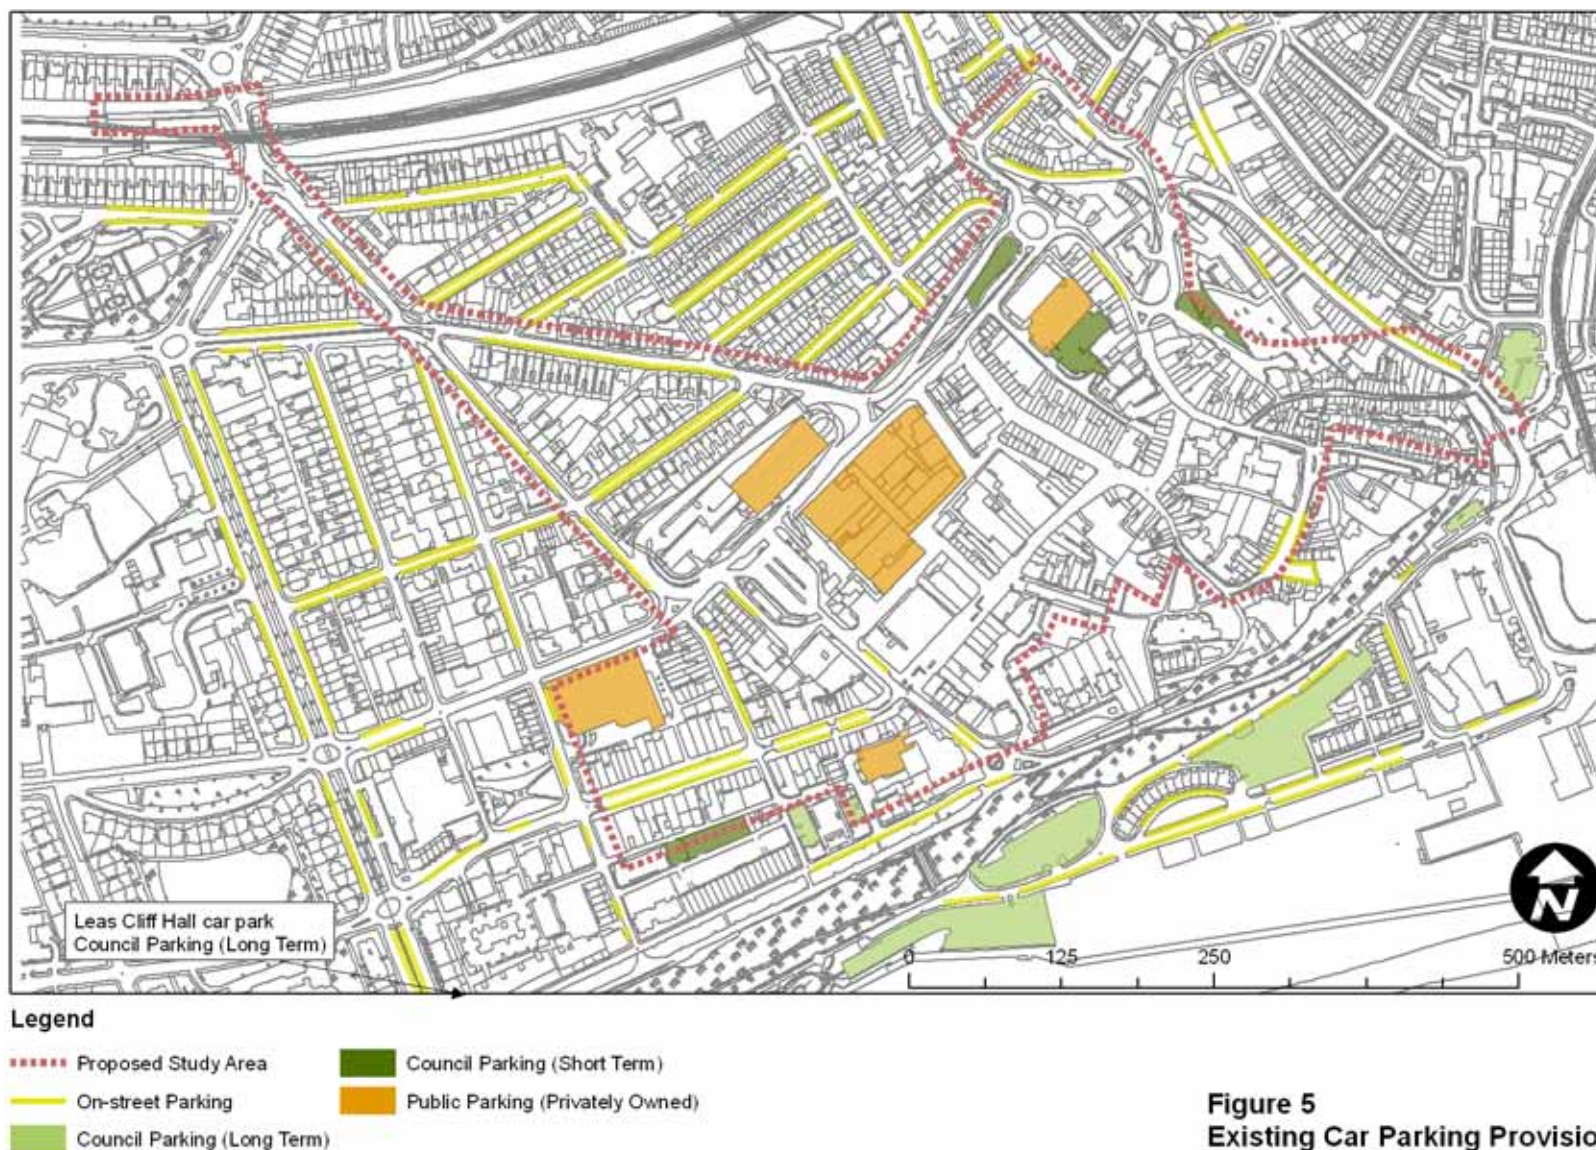 Leas Cliff Hall car park
Council Parking (Long Term)
N
0 125 250 500 Meters
Legend
Proposed Study Area
On-street Parking
Council Parking (Long Term)
Council Parking (Short Term)
Public Parking (Privately Owned)
Figure 5
Existing Car Parking Provisio